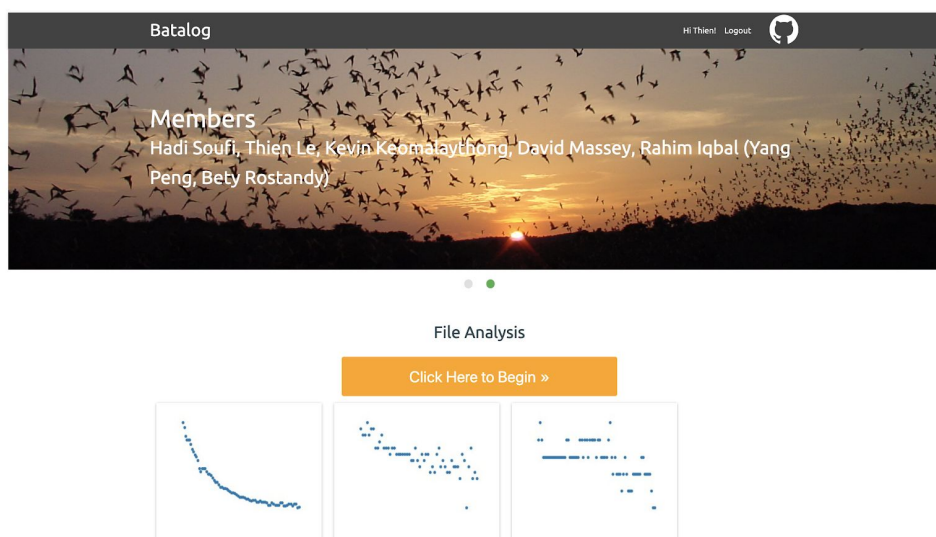 Batalog
Hi Thien! Logout
Members
Hadi Soufi, Thien Le, Kevin Keomalaythong, David Massey, Rahim Iqbal (Yang
Peng, Bety Rostandy)
File Analysis
Click Here to Begin »